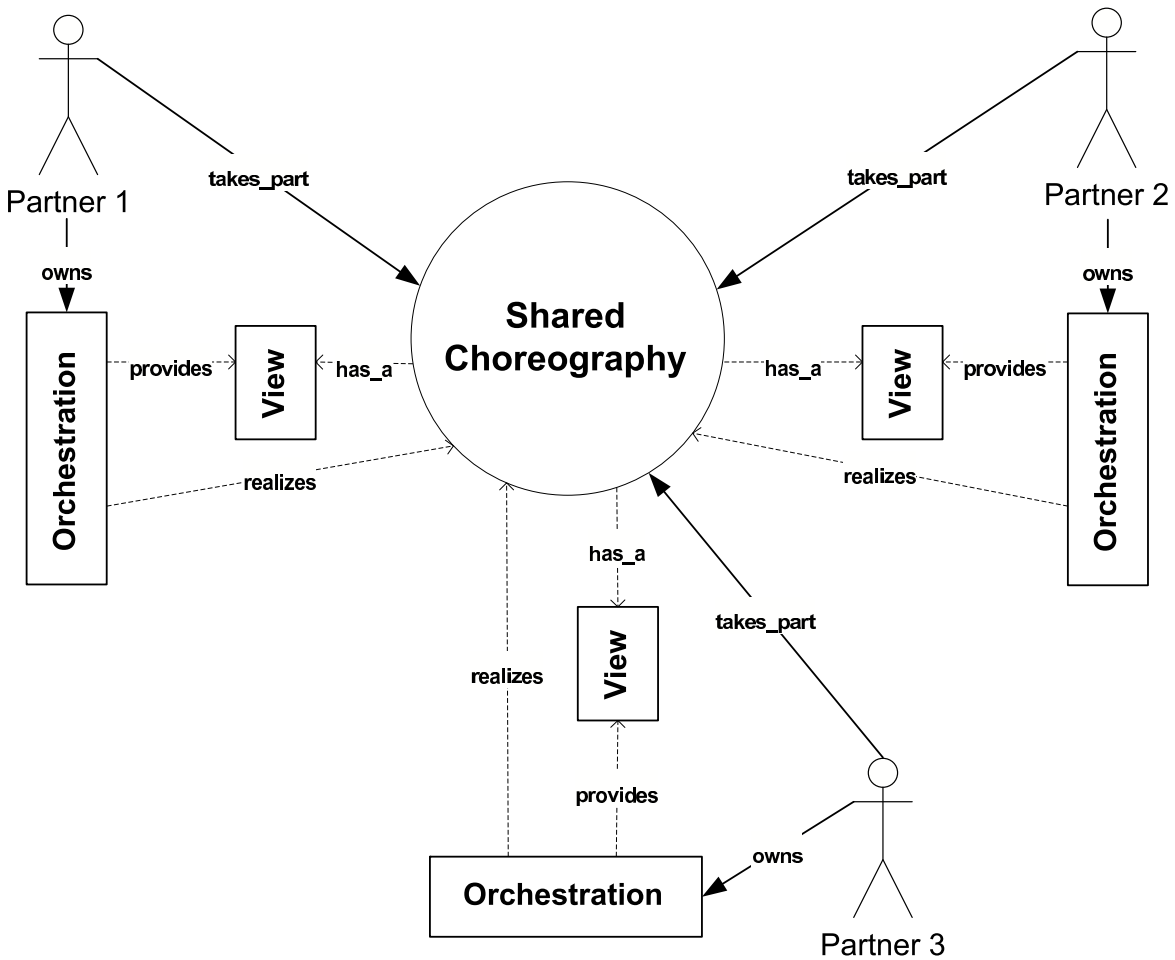 takes_part
takes_part
Partner 1
Partner 2
owns
owns
Shared
Choreography
Orchestration
provides
View
has_a
has_a
View
provides
Orchestration
realizes
realizes
has_a
takes_part
View
realizes
provides
owns
Orchestration
Partner 3